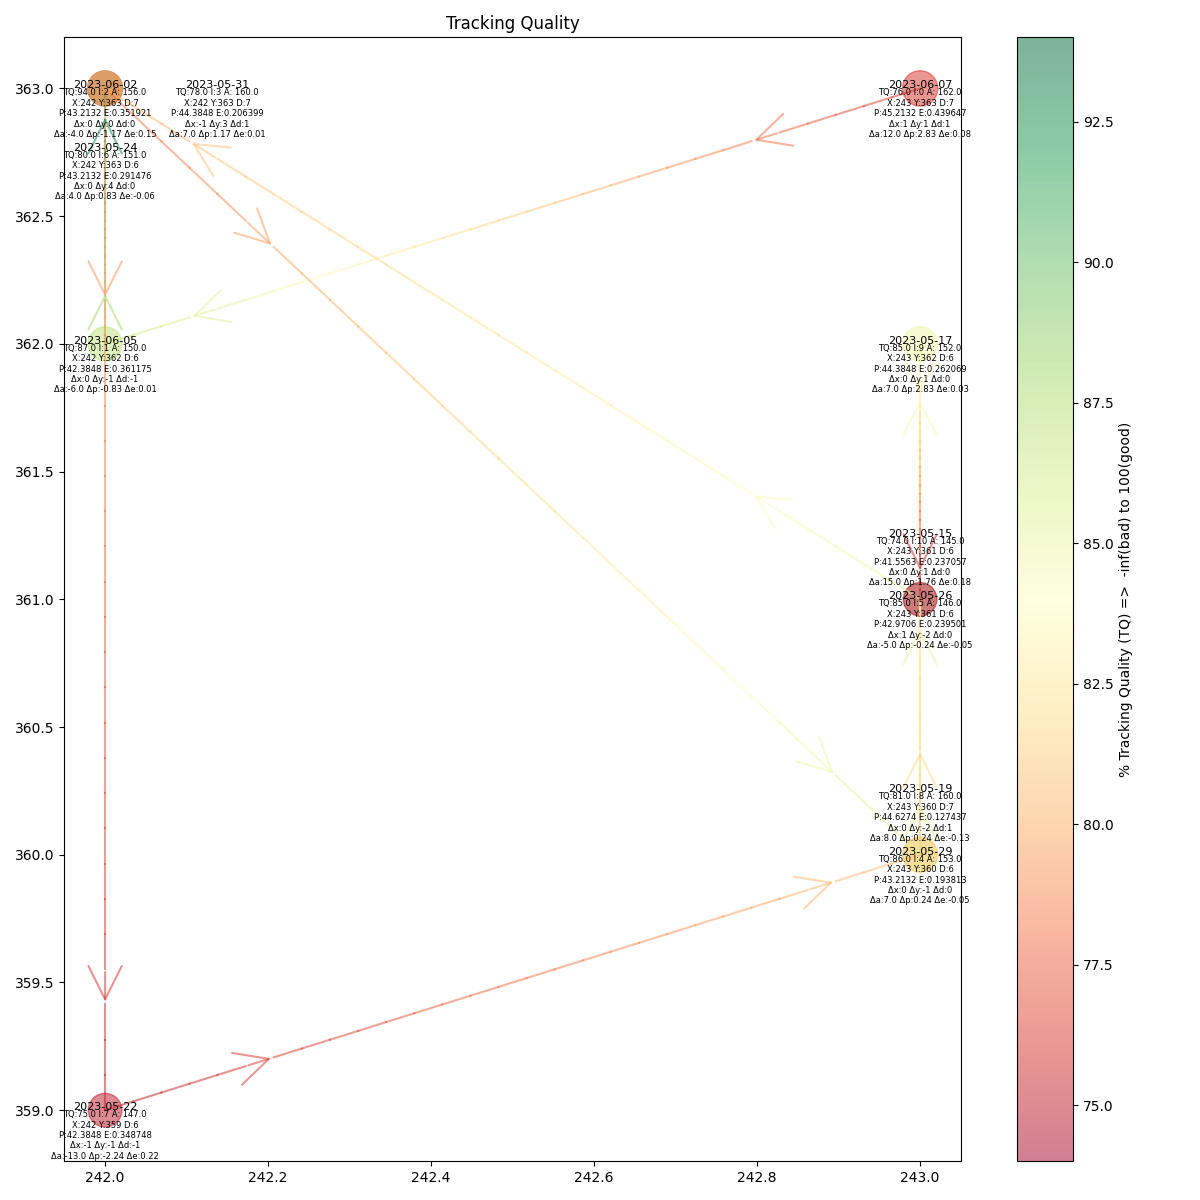 Tracking Quality
363.0
362.5
362.0
361.5
361.0
360.5
360.0
359.5
359.0
2023-06-02
TQ:94.0 I:2 A: 156.0
X:242 Y:363 D:7
P:43.2132 E:0.351921
Δx:0 Δy:0 Δd:0
Δa:-4.0 Δp:-1.17 Δe:0.15
2023-05-31
TQ:78.0 I:3 A: 160.0
X:242 Y:363 D:7
P:44.3848 E:0.206399
Δx:-1 Δy:3 Δd:1
Δa:7.0 Δp:1.17 Δe:0.01
2023-06-07
TQ:76.0 I:0 A: 162.0
X:243 Y:363 D:7
P:45.2132 E:0.439647
Δx:1 Δy:1 Δd:1
Δa:12.0 Δp:2.83 Δe:0.08
2023-05-24
TQ:80.0 I:6 A: 151.0
X:242 Y:363 D:6
P:43.2132 E:0.291476
Δx:0 Δy:4 Δd:0
Δa:4.0 Δp:0.83 Δe:-0.06
2023-06-05
TQ:87.0 I:1 A: 150.0
X:242 Y:362 D:6
P:42.3848 E:0.361175
Δx:0 Δy:-1 Δd:-1
Δa:-6.0 Δp:-0.83 Δe:0.01
2023-05-17
TQ:85.0 I:9 A: 152.0
X:243 Y:362 D:6
P:44.3848 E:0.262069
Δx:0 Δy:1 Δd:0
Δa:7.0 Δp:2.83 Δe:0.03
2023-05-15
TQ:74.0 I:10 A: 145.0
X:243 Y:361 D:6
P:41.5563 E:0.237057
Δx:0 Δy:1 Δd:0
Δa:15.0 Δp:1.76 Δe:0.18
2023-05-26
TQ:85.0 I:5 A: 146.0
X:243 Y:361 D:6
P:42.9706 E:0.239501
Δx:1 Δy:-2 Δd:0
Δa:-5.0 Δp:-0.24 Δe:-0.05
2023-05-19
TQ:81.0 I:8 A: 160.0
X:243 Y:360 D:7
P:44.6274 E:0.127437
Δx:0 Δy:-2 Δd:1
Δa:8.0 Δp:0.24 Δe:-0.13
2023-05-29
TQ:86.0 I:4 A: 153.0
X:243 Y:360 D:6
P:43.2132 E:0.193813
Δx:0 Δy:-1 Δd:0
Δa:7.0 Δp:0.24 Δe:-0.05
2023-05-22
TQ:75.0 I:7 A: 147.0
X:242 Y:359 D:6
P:42.3848 E:0.348748
Δx:-1 Δy:-1 Δd:-1
Δa:-13.0 Δp:-2.24 Δe:0.22
242.0 242.2 242.4 242.6 242.8 243.0
92.5
90.0
87.5
85.0
82.5
80.0
77.5
75.0
% Tracking Quality (TQ) =>  -inf(bad) to 100(good)